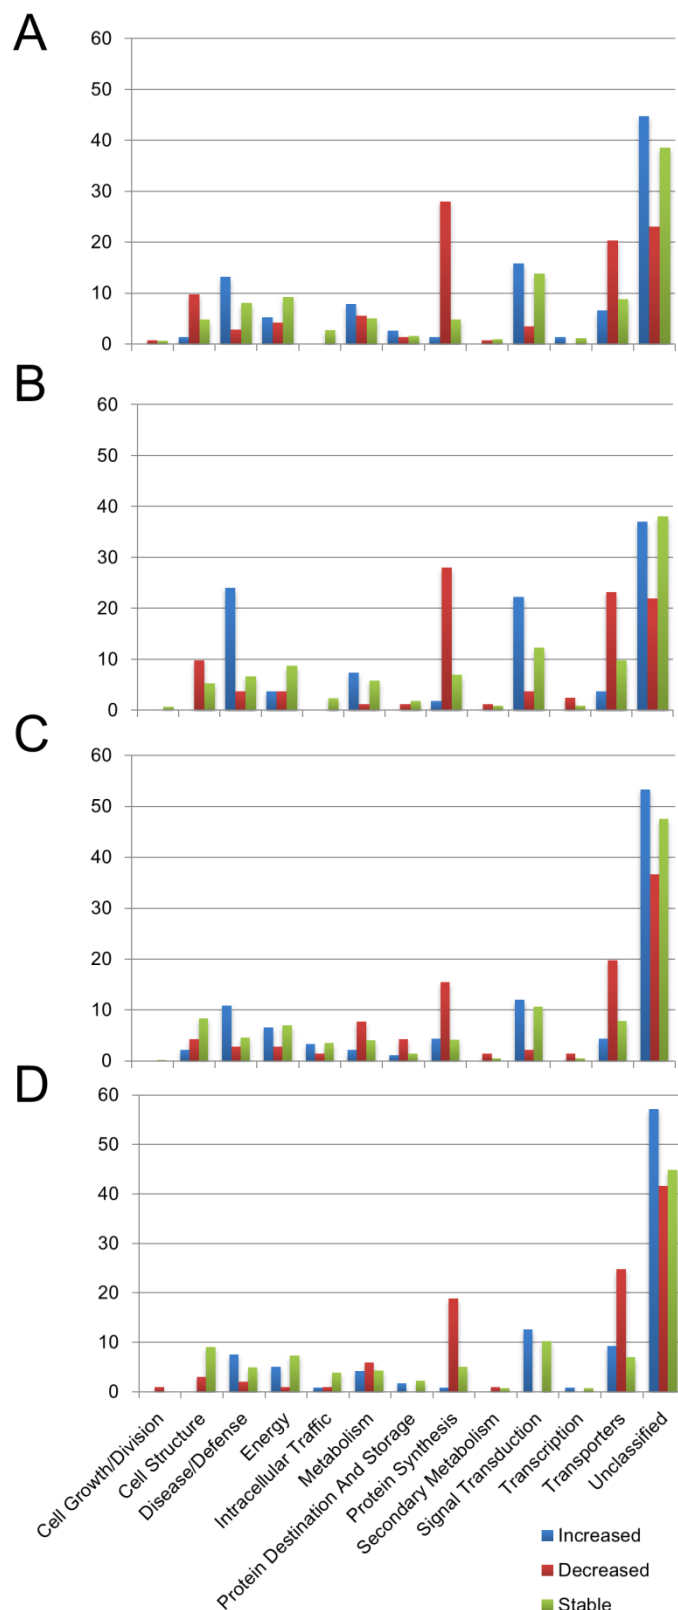 A
60
50
40
30
20
10
0
B
60
50
40
30
20
10
0
C
60
50
40
30
20
10
0
D
60
50
40
30
20
10
0
Cell Growth/Division
Cell Structure
Disease/Defense
Energy
Intracellular Traffic
Metabolism
Protein Destination And Storage
Protein Synthesis
Secondary Metabolism
Signal Transduction
Transcription
Transporters
Unclassified
Increased
Decreased
Stable